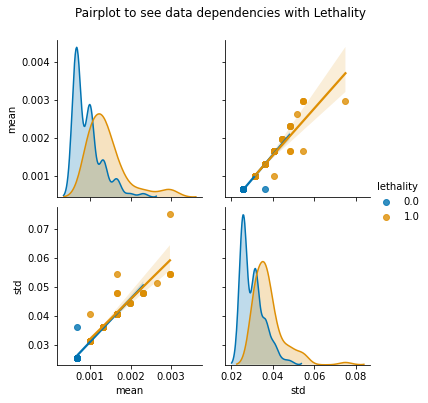 Pairplot to see data dependencies with Lethality
0.004
0.003
0.002
0.001
mean
lethality
0.0
1.0
0.07
0.06
0.05
0.04
0.03
std
0.001 0.002 0.003
0.02 0.04 0.06 0.08
mean
std